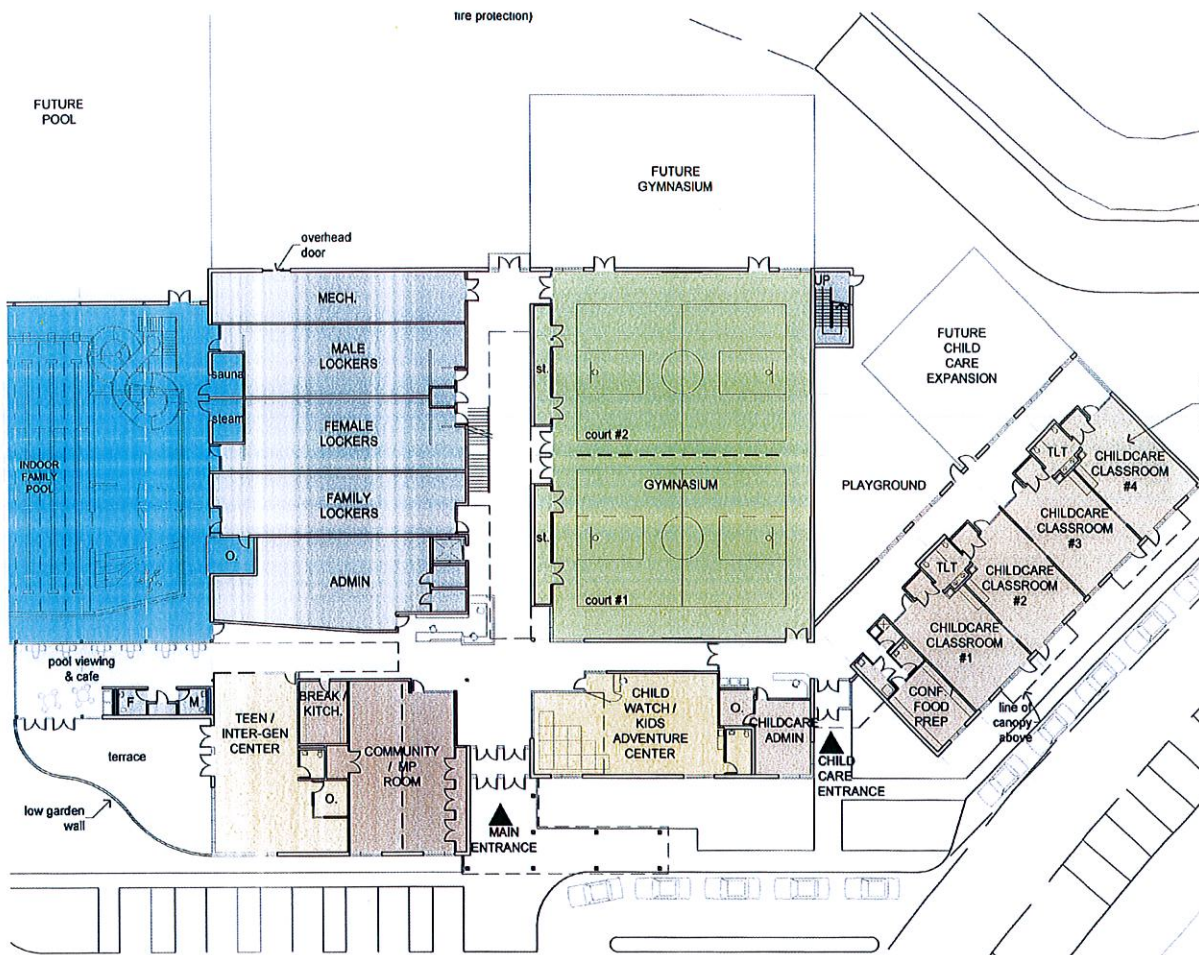 fire protection)
FUTURE
POOL
FUTURE
GYMNASIUM
overhead
door
MECH.
UP
MALE
LOCKERS
sauna
st.
FUTURE
CHILD
CARE
EXPANSION
steam
FEMALE
LOCKERS
court #2
INDOOR
FAMILY
POOL
GYMNASIUM
PLAYGROUND
TLT
CHILDCARE
CLASSROOM
#4
FAMILY
LOCKERS
CHILDCARE
CLASSROOM
#3
O.
ADMIN
st.
court #1
TLT
CHILDCARE
CLASSROOM
#2
CHILDCARE
CLASSROOM
#1
pool viewing
& cafe
F
M
BREAK /
KITCH.
TEEN /
INTER-GEN
CENTER
COMMUNITY
/ MP
ROOM
O.
CHILD
WATCH /
KIDS
ADVENTURE
CENTER
O.
CHILDCARE
ADMIN
CONF. /
FOOD
PREP
line of
canopy
above
terrace
low garden
wall
MAIN
ENTRANCE
CHILD
CARE
ENTRANCE